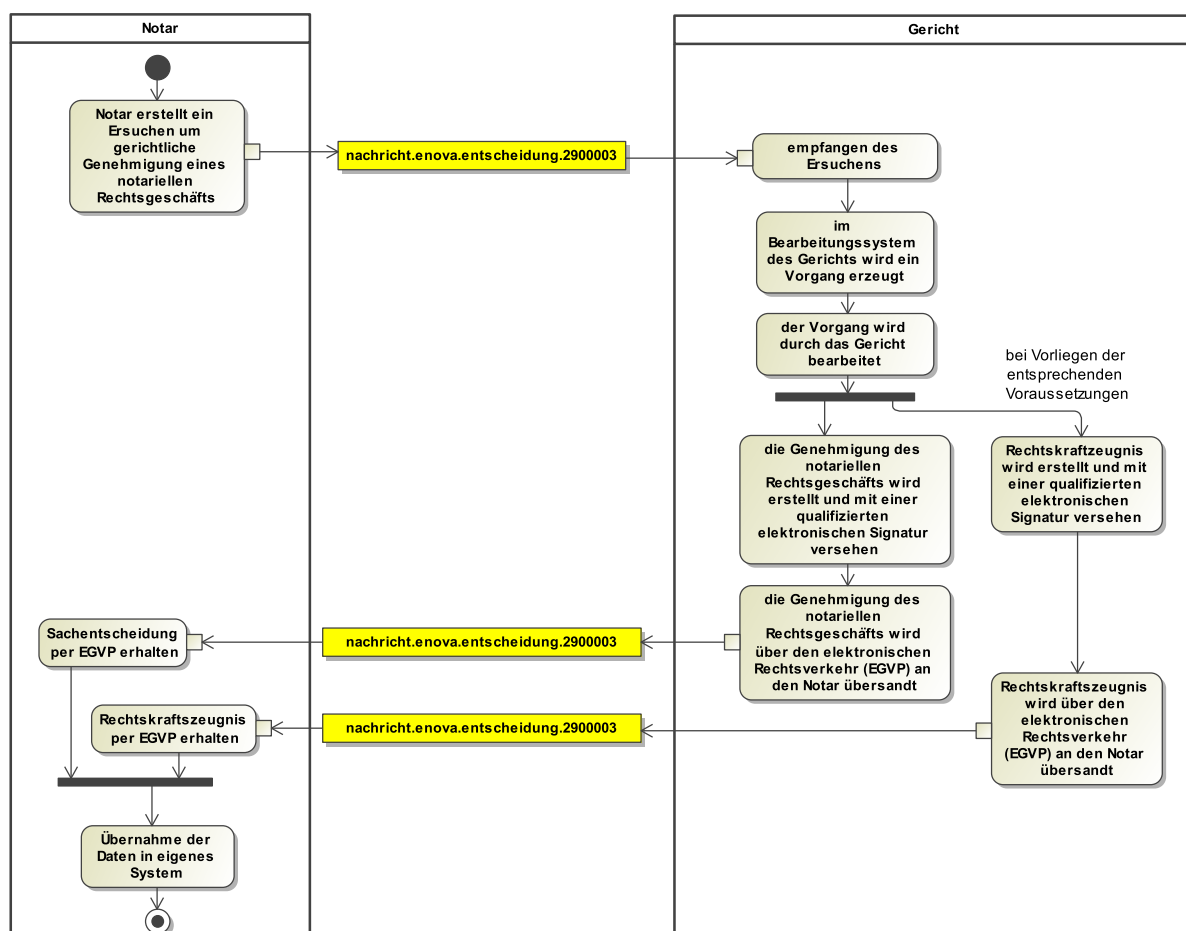 Notar
Gericht
Notar erstellt ein
Ersuchen um
gerichtliche
Genehmigung eines
notariellen
Rechtsgeschäfts
nachricht.enova.entscheidung.2900003
empfangen des
Ersuchens
im
Bearbeitungssystem
des Gerichts wird ein
Vorgang erzeugt
der Vorgang wird
durch das Gericht
bearbeitet
bei Vorliegen der
entsprechenden
Voraussetzungen
die Genehmigung des
notariellen
Rechtsgeschäfts wird
erstellt und mit einer
qualifizierten
elektronischen Signatur
versehen
Rechtskraftzeugnis
wird erstellt und mit
einer qualifizierten
elektronischen
Signatur versehen
die Genehmigung des
notariellen
Rechtsgeschäfts wird
über den elektronischen
Rechtsverkehr (EGVP) an
den Notar übersandt
nachricht.enova.entscheidung.2900003
Sachentscheidung
per EGVP erhalten
Rechtskraftszeugnis
wird über den
elektronischen
Rechtsverkehr
(EGVP) an den Notar
übersandt
nachricht.enova.entscheidung.2900003
Rechtskraftszeugnis
per EGVP erhalten
Übernahme der
Daten in eigenes
System